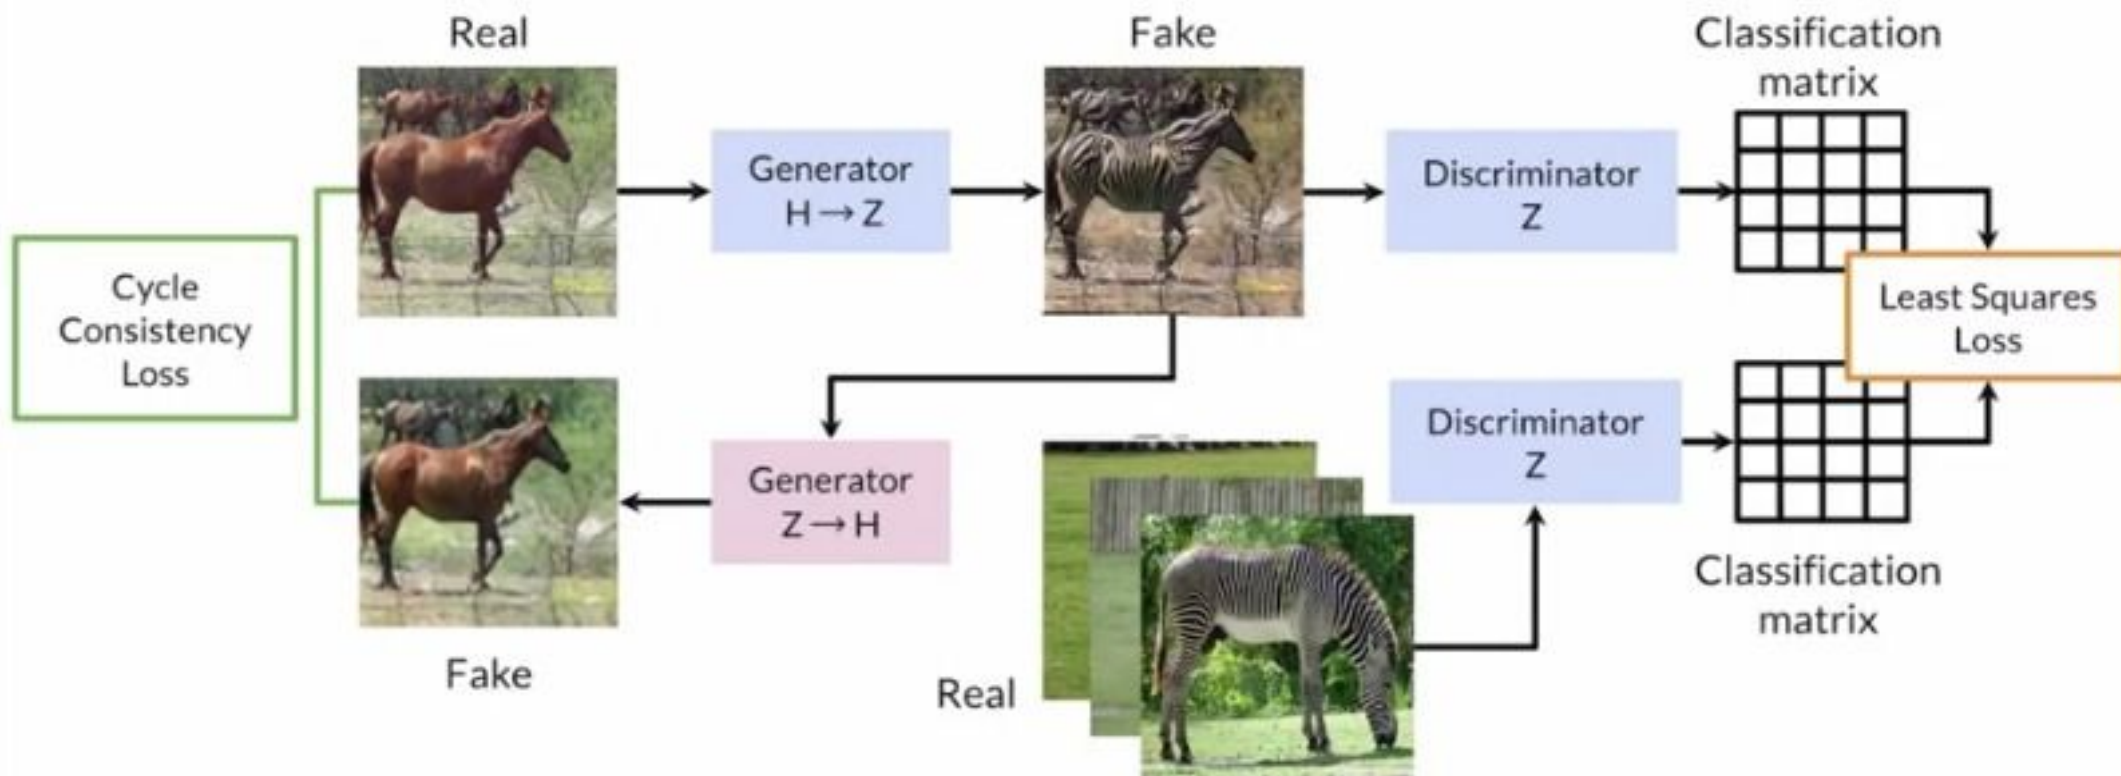 Real
Fake
Classification
matrix
Generator
H → Z
Discriminator
Z
Cycle
Consistency
Loss
Least Squares
Loss
Generator
Z → H
Discriminator
Z
Classification
matrix
Fake
Real